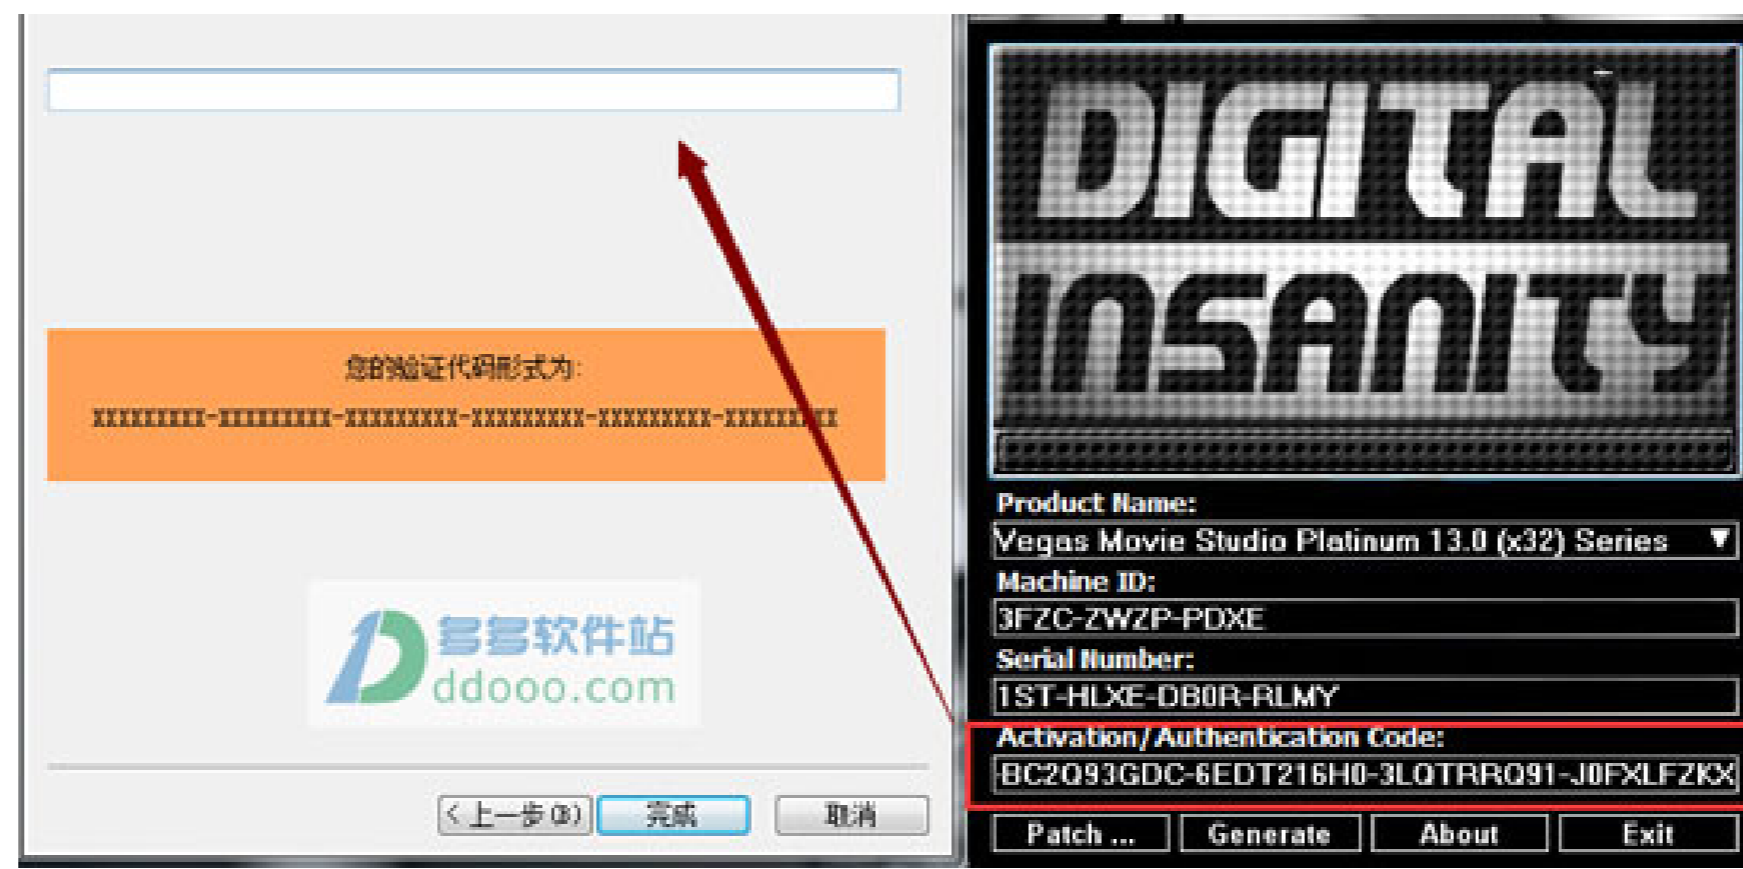 您的验证代码形式为:
XXXXXXXXX-XXXXXXXXX-XXXXXXXXX-XXXXXXXXX-XXXXXXXXX-XXXXXXXXX
多多软件站
ddooo.com
<上一步(B)
完成
取消
DIGITAL
INSANITY
Product Name:
Vegas Movie Studio Platinum 13.0 (x32) Series
Machine ID:
3FZC-ZWZP-PDXE
Serial Number:
1ST-HLXE-DB0R-RLMY
Activation/Authentication Code:
-BC2Q93GDC-6EDT216H0-3LQTRRQ91-J0FXLFZKX
Patch ...
Generate
About
Exit